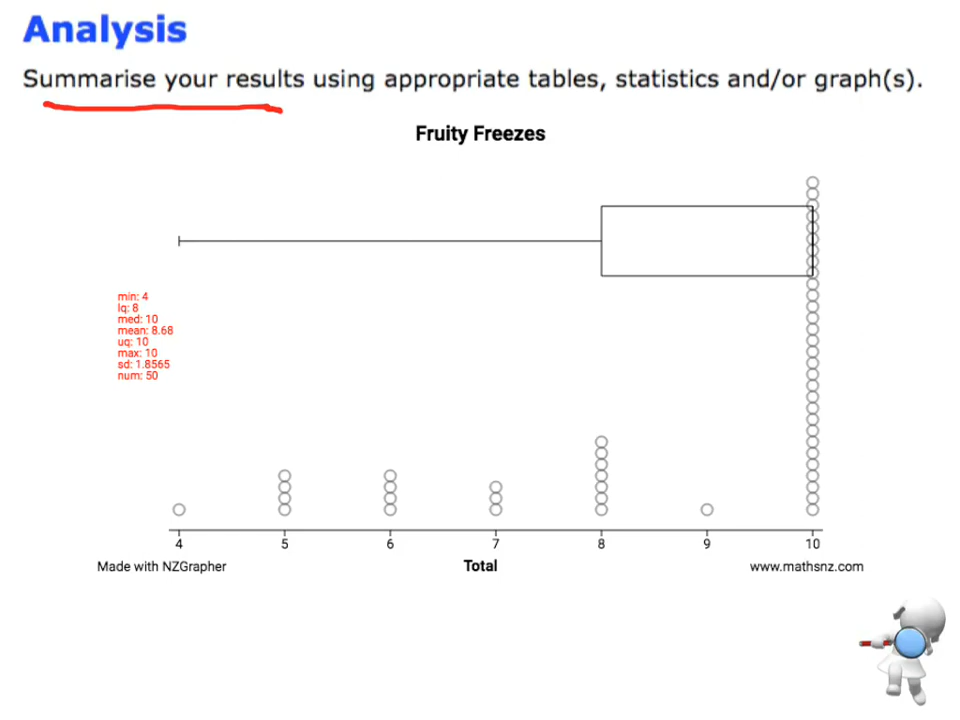 Analysis
Summarise your results using appropriate tables, statistics and/or graph(s).
Fruity Freezes
min: 4
lq: 8
med: 10
mean: 8.68
uq: 10
max: 10
sd: 1.8565
num: 50
4 5 6 7 8 9 10
Made with NZGrapher Total www.mathsnz.com